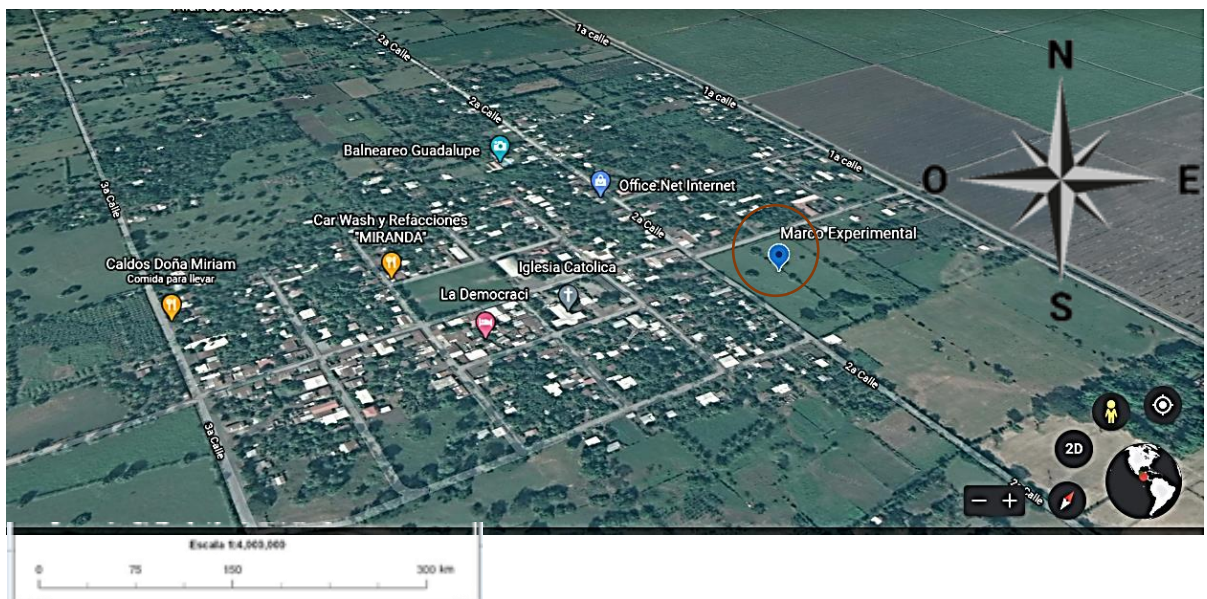 1a calle
2a Calle
1a calle
2a Calle
N
1a calle
Balneareo Guadalupe
O
E
Office.Net Internet
3a Calle
Car Wash y Refacciones
"MIRANDA"
2a Calle
Marco Experimental
Caldos Doña Miriam
Comida para llevar
Iglesia Catolica
La Democraci
S
2a Calle
3a Calle
2D
2a Calle
Escala 1:4,000,000
0 75 150 300 km